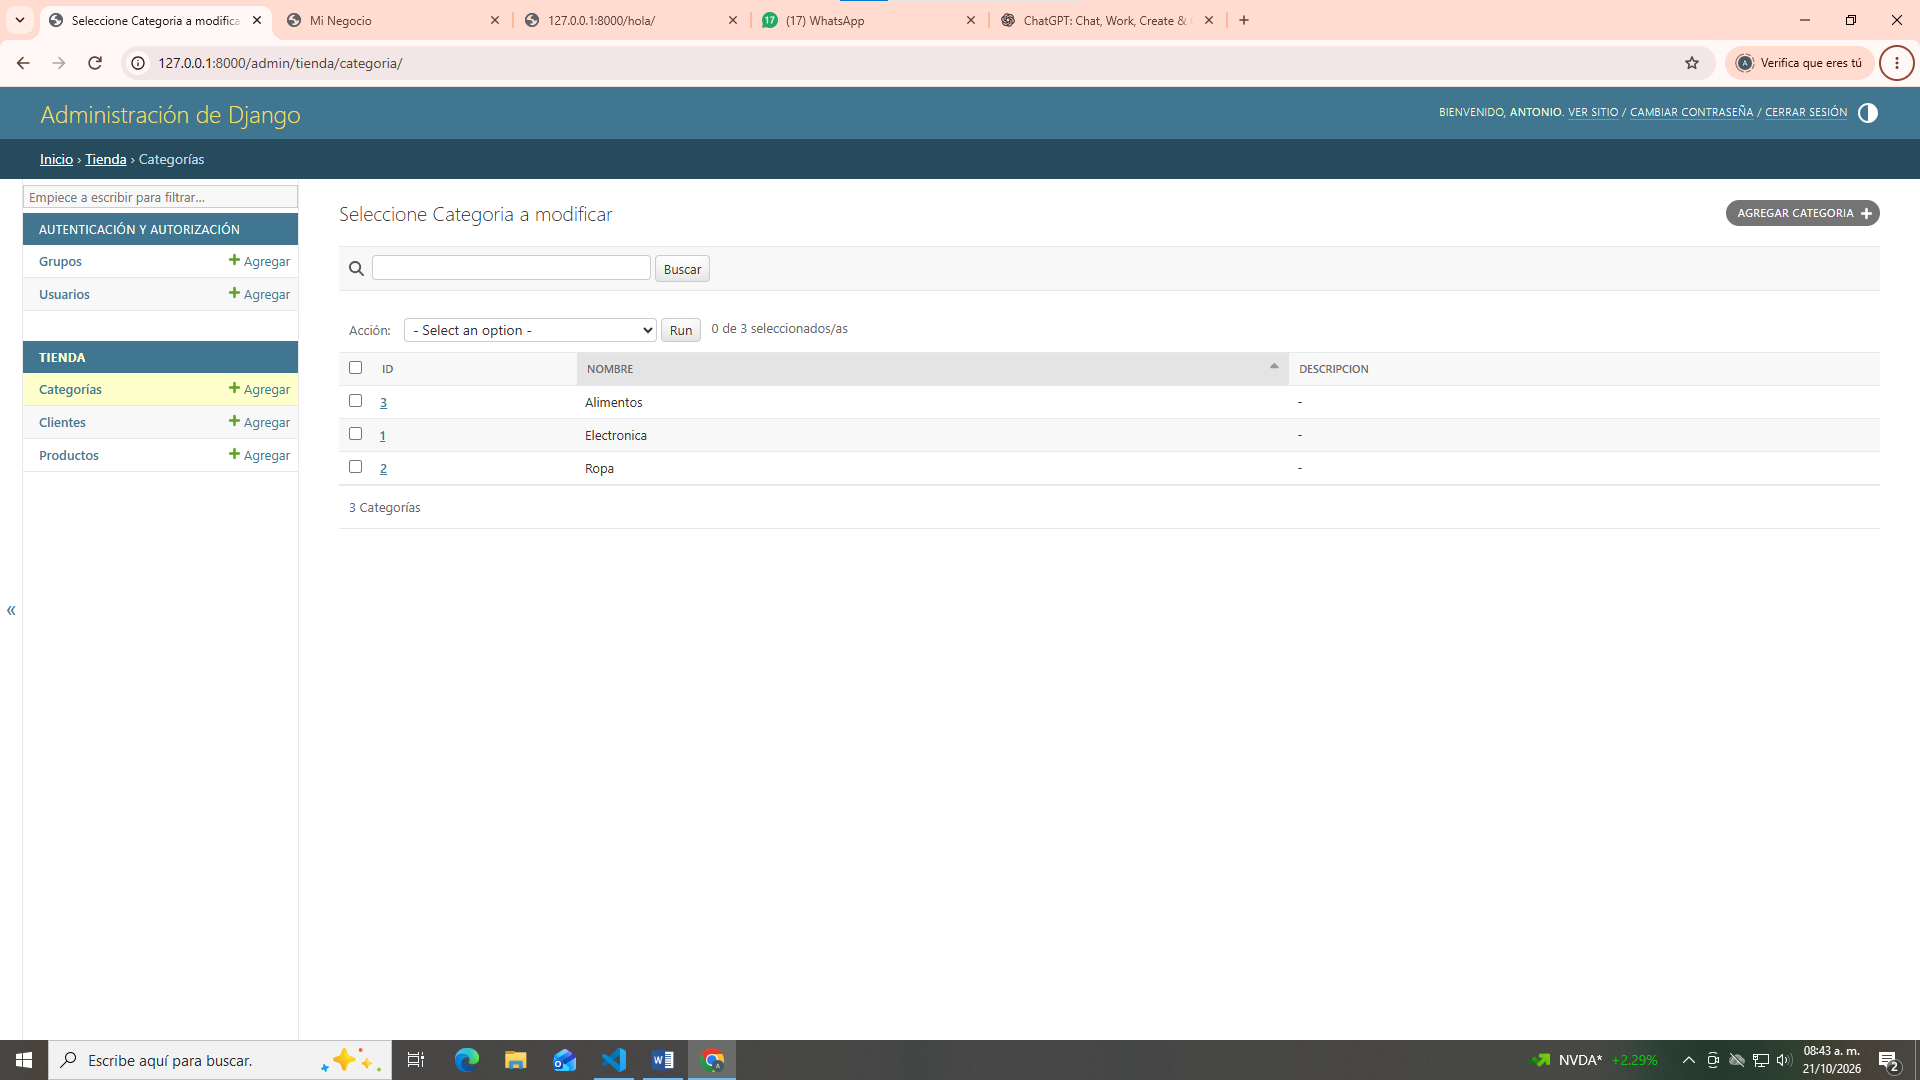 Seleccione Categoria a modifica
Mi Negocio
127.0.0.1:8000/hola/
17 (17) WhatsApp
ChatGPT: Chat, Work, Create &
127.0.0.1:8000/admin/tienda/categoria/
A Verifica que eres tú
Administración de Django
BIENVENIDO, ANTONIO. VER SITIO / CAMBIAR CONTRASEÑA / CERRAR SESIÓN
Inicio › Tienda › Categorías
Empiece a escribir para filtrar...
AUTENTICACIÓN Y AUTORIZACIÓN
Grupos + Agregar
Usuarios + Agregar
TIENDA
Categorías + Agregar
Clientes + Agregar
Productos + Agregar
«
Seleccione Categoria a modificar
AGREGAR CATEGORIA +
Buscar
Acción: - Select an option - Run 0 de 3 seleccionados/as
ID NOMBRE DESCRIPCION
3 Alimentos -
1 Electronica -
2 Ropa -
3 Categorías
Escribe aquí para buscar.
NVDA* +2.29%
08:43 a. m.
21/10/2026
2